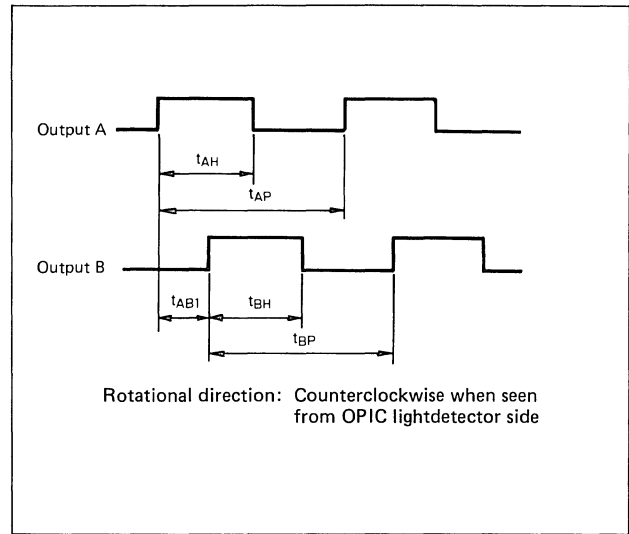 Output A
tAH
tAP
Output B
tAB1
tBH
tBP
Rotational direction: Counterclockwise when seen
from OPIC lightdetector side